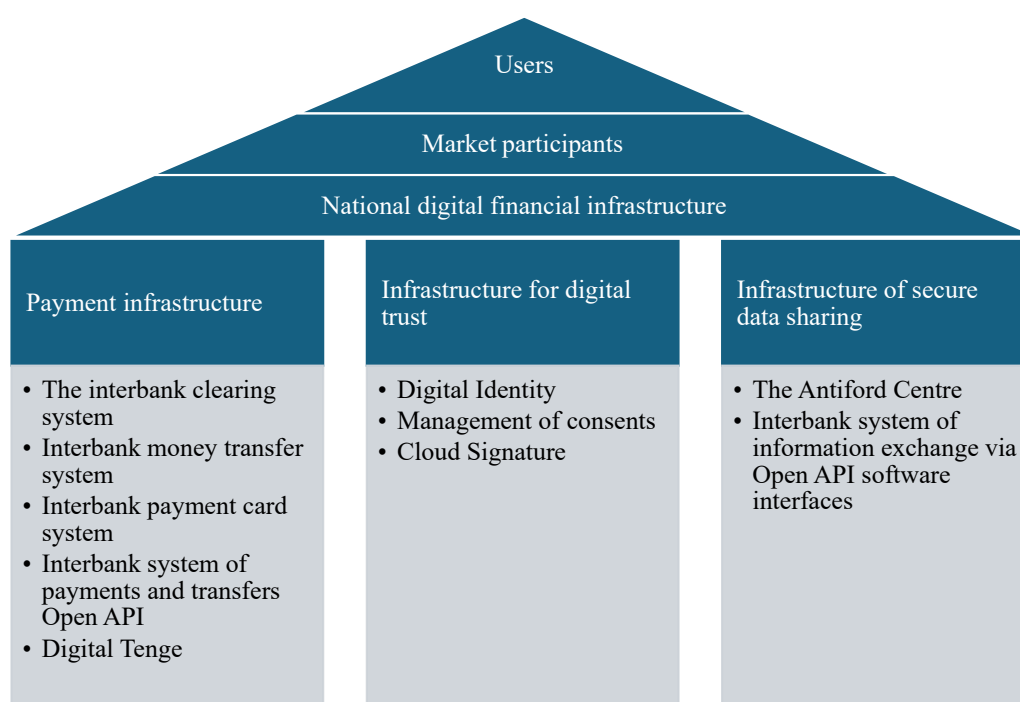 Users
Market participants
National digital financial infrastructure
Payment infrastructure
• The interbank clearing
system
• Interbank money transfer
system
• Interbank payment card
system
• Interbank system of
payments and transfers
Open API
• Digital Tenge
Infrastructure for digital
trust
• Digital Identity
• Management of consents
• Cloud Signature
Infrastructure of secure
data sharing
• The Antiford Centre
• Interbank system of
information exchange via
Open API software
interfaces